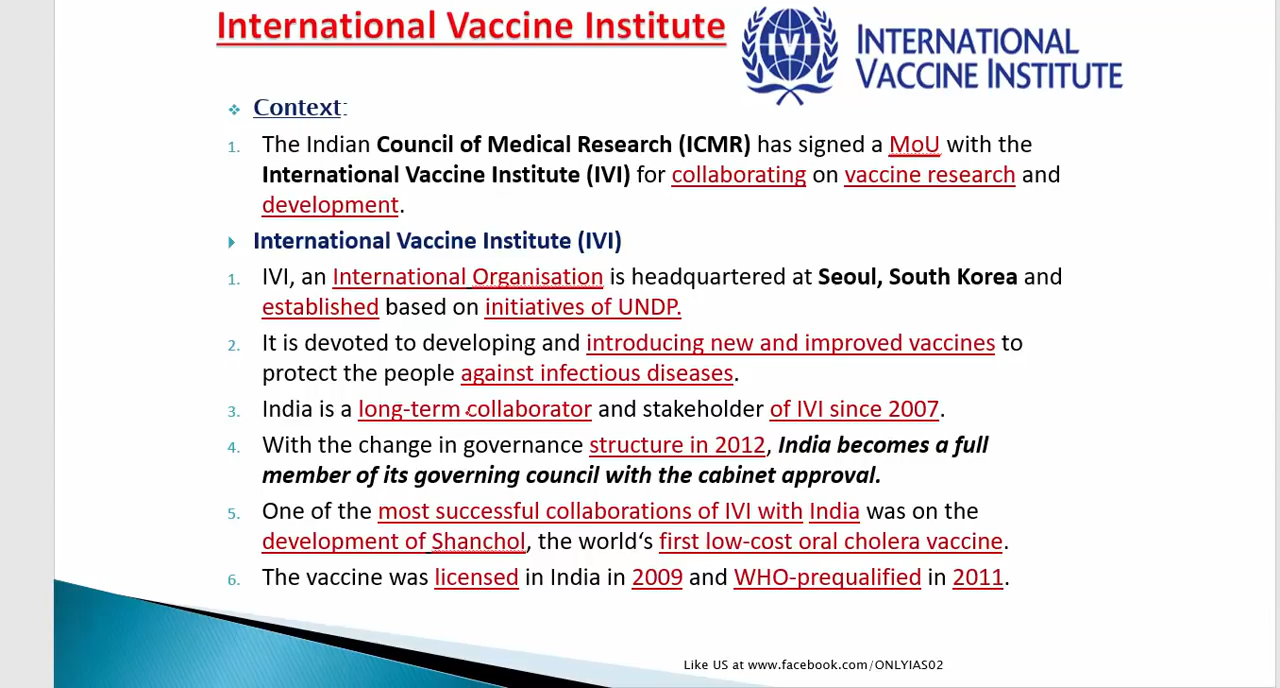 International Vaccine Institute
IVI
INTERNATIONAL
VACCINE INSTITUTE
❖ Context:
1. The Indian Council of Medical Research (ICMR) has signed a MoU with the
International Vaccine Institute (IVI) for collaborating on vaccine research and
development.
International Vaccine Institute (IVI)
1. IVI, an International Organisation is headquartered at Seoul, South Korea and
established based on initiatives of UNDP.
2. It is devoted to developing and introducing new and improved vaccines to
protect the people against infectious diseases.
3. India is a long-term collaborator and stakeholder of IVI since 2007.
4. With the change in governance structure in 2012, India becomes a full
member of its governing council with the cabinet approval.
5. One of the most successful collaborations of IVI with India was on the
development of Shanchol, the world‘s first low-cost oral cholera vaccine.
6. The vaccine was licensed in India in 2009 and WHO-prequalified in 2011.
Like US at www.facebook.com/ONLYIAS02